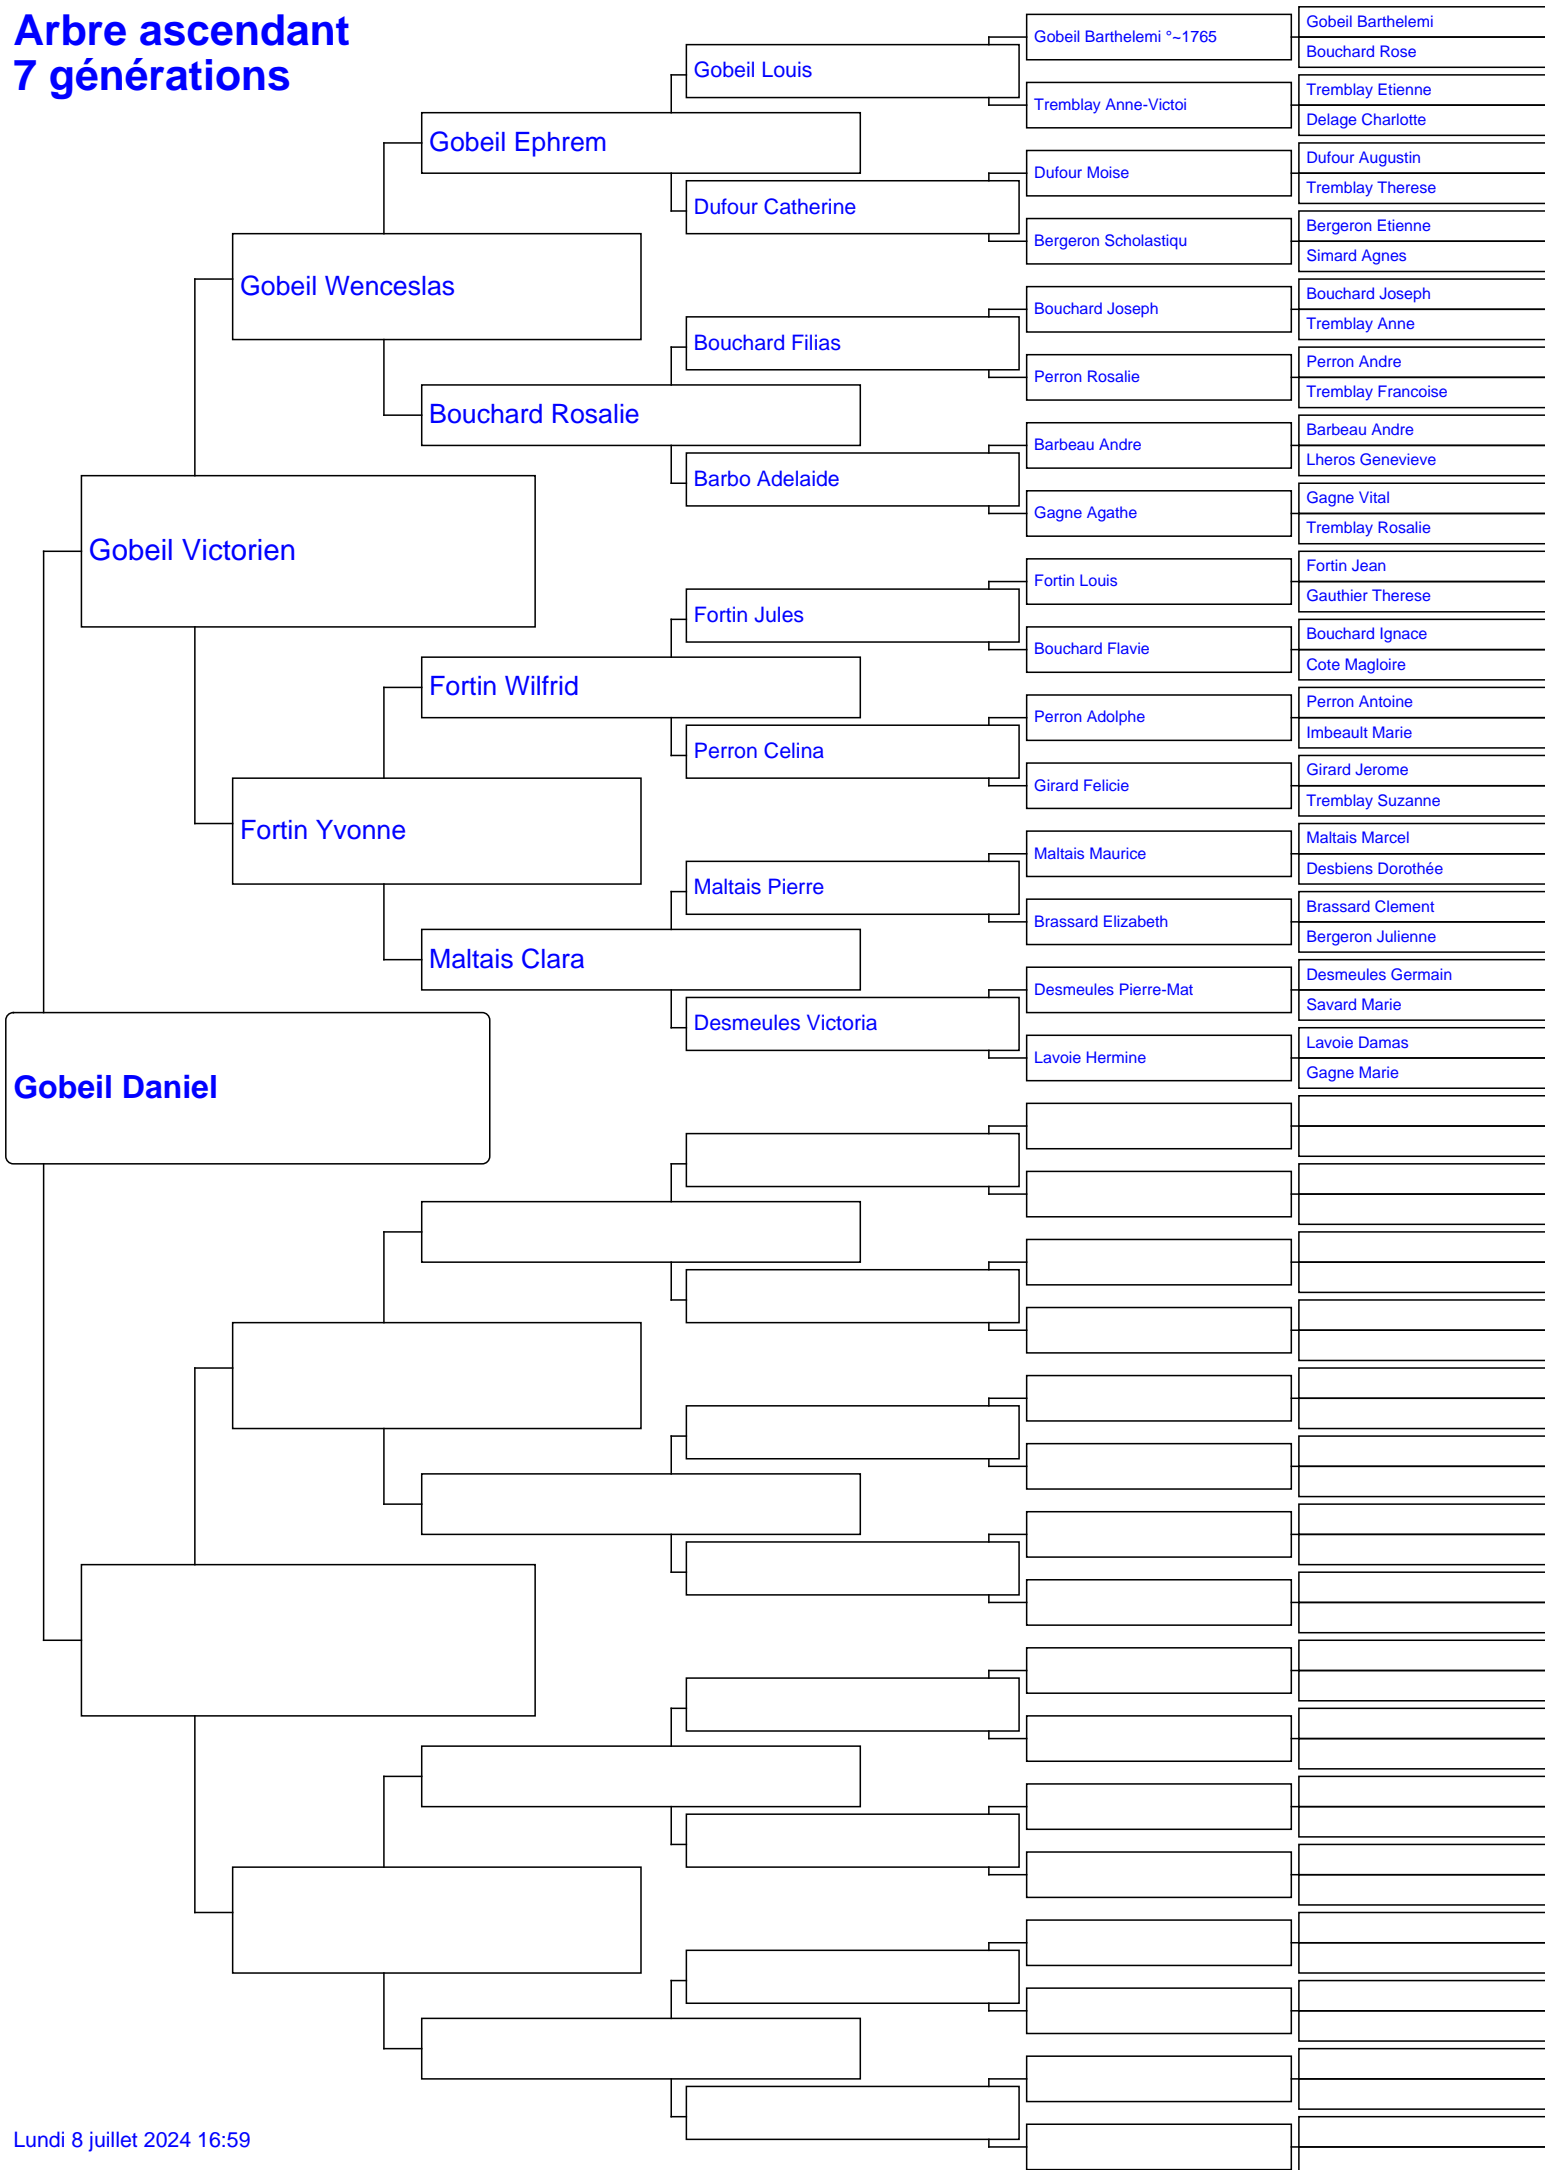 Arbre ascendant
7 générations
Gobeil Daniel
Gobeil Victorien
Gobeil Wenceslas
Fortin Yvonne
Gobeil Ephrem
Bouchard Rosalie
Fortin Wilfrid
Maltais Clara
Gobeil Louis
Dufour Catherine
Bouchard Filias
Barbo Adelaide
Fortin Jules
Perron Celina
Maltais Pierre
Desmeules Victoria
Gobeil Barthelemi °~1765
Tremblay Anne-Victoi
Dufour Moise
Bergeron Scholastiqu
Bouchard Joseph
Perron Rosalie
Barbeau Andre
Gagne Agathe
Fortin Louis
Bouchard Flavie
Perron Adolphe
Girard Felicie
Maltais Maurice
Brassard Elizabeth
Desmeules Pierre-Mat
Lavoie Hermine
Gobeil Barthelemi
Bouchard Rose
Tremblay Etienne
Delage Charlotte
Dufour Augustin
Tremblay Therese
Bergeron Etienne
Simard Agnes
Bouchard Joseph
Tremblay Anne
Perron Andre
Tremblay Francoise
Barbeau Andre
Lheros Genevieve
Gagne Vital
Tremblay Rosalie
Fortin Jean
Gauthier Therese
Bouchard Ignace
Cote Magloire
Perron Antoine
Imbeault Marie
Girard Jerome
Tremblay Suzanne
Maltais Marcel
Desbiens Dorothée
Brassard Clement
Bergeron Julienne
Desmeules Germain
Savard Marie
Lavoie Damas
Gagne Marie
Lundi 8 juillet 2024 16:59